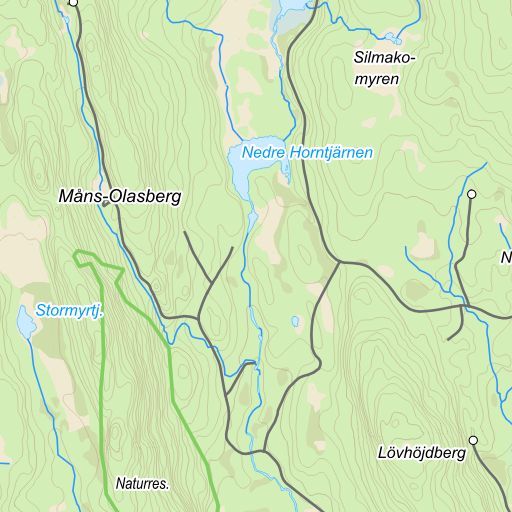 Silmako-
myren
Nedre Horntjärnen
Måns-Olasberg
N
Stormyrtj.
Lövhöjdberg
Naturres.